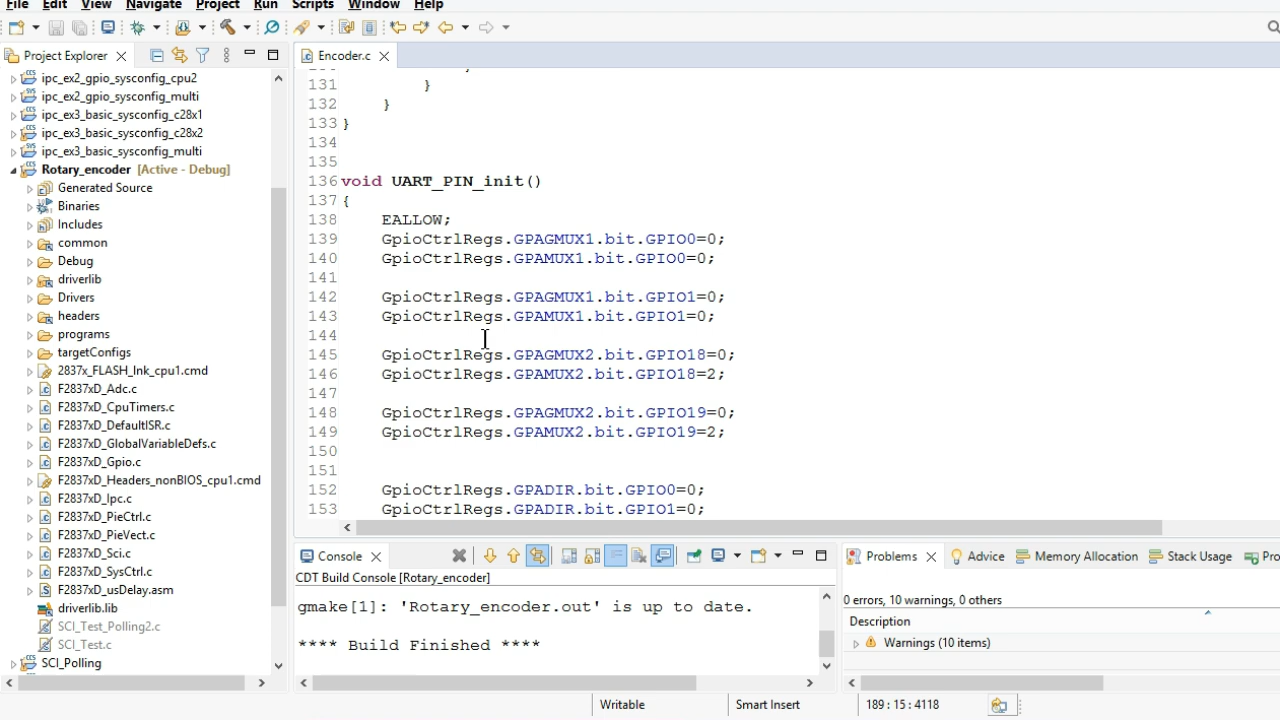 File Edit View Navigate Project Run Scripts Window Help
Project Explorer
ipc_ex2_gpio_sysconfig_cpu2
ipc_ex2_gpio_sysconfig_multi
ipc_ex3_basic_sysconfig_c28x1
ipc_ex3_basic_sysconfig_c28x2
ipc_ex3_basic_sysconfig_multi
Rotary_encoder [Active - Debug]
Generated Source
Binaries
Includes
common
Debug
driverlib
Drivers
headers
programs
targetConfigs
2837x_FLASH_lnk_cpu1.cmd
F2837xD_Adc.c
F2837xD_CpuTimers.c
F2837xD_DefaultISR.c
F2837xD_GlobalVariableDefs.c
F2837xD_Gpio.c
F2837xD_Headers_nonBIOS_cpu1.cmd
F2837xD_Ipc.c
F2837xD_PieCtrl.c
F2837xD_PieVect.c
F2837xD_Sci.c
F2837xD_SysCtrl.c
F2837xD_usDelay.asm
driverlib.lib
SCI_Test_Polling2.c
SCI_Test.c
SCI_Polling
Encoder.c
131 }
132 }
133 }
134
135
136 void UART_PIN_init()
137 {
138 EALLOW;
139 GpioCtrlRegs.GPAGMUX1.bit.GPIO0=0;
140 GpioCtrlRegs.GPAMUX1.bit.GPIO0=0;
141
142 GpioCtrlRegs.GPAGMUX1.bit.GPIO1=0;
143 GpioCtrlRegs.GPAMUX1.bit.GPIO1=0;
144
145 GpioCtrlRegs.GPAGMUX2.bit.GPIO18=0;
146 GpioCtrlRegs.GPAMUX2.bit.GPIO18=2;
147
148 GpioCtrlRegs.GPAGMUX2.bit.GPIO19=0;
149 GpioCtrlRegs.GPAMUX2.bit.GPIO19=2;
150
151
152 GpioCtrlRegs.GPADIR.bit.GPIO0=0;
153 GpioCtrlRegs.GPADIR.bit.GPIO1=0;
Console
CDT Build Console [Rotary_encoder]
gmake[1]: 'Rotary_encoder.out' is up to date.
**** Build Finished ****
Problems Advice Memory Allocation Stack Usage
0 errors, 10 warnings, 0 others
Description
Warnings (10 items)
Writable Smart Insert 189 : 15 : 4118